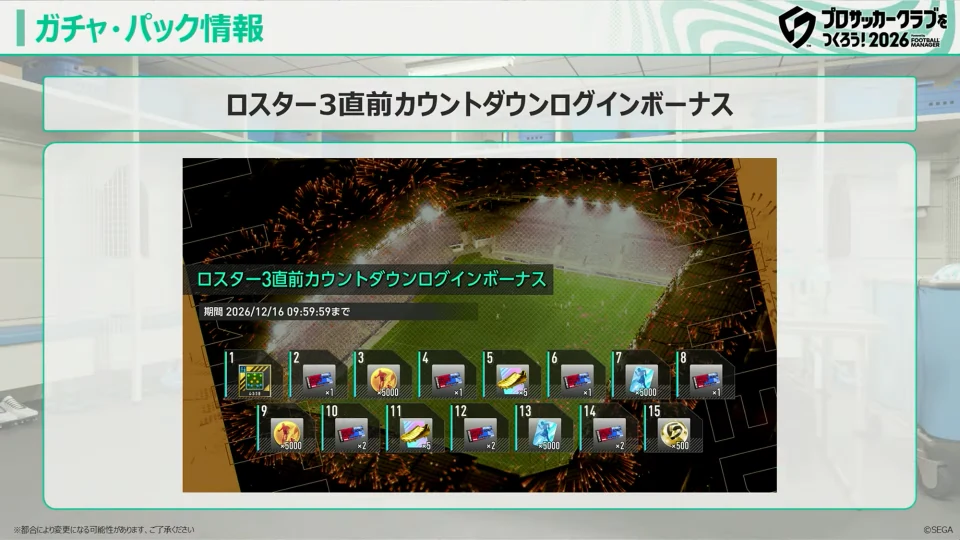 ガチャ・パック情報
プロサッカークラブを
つくろう!2026 Powered by FOOTBALL MANAGER
ロスター3直前カウントダウンログインボーナス
ロスター3直前カウントダウンログインボーナス
期間 2026/12/16 09:59:59まで
1 2 3 4 5 6 7 8
×1 ×5000 ×1 ×5 ×1 ×5000 ×1
9 10 11 12 13 14 15
×5000 ×2 ×5 ×2 ×5000 ×2 ×500
※都合により変更になる可能性があります、ご了承ください
©SEGA